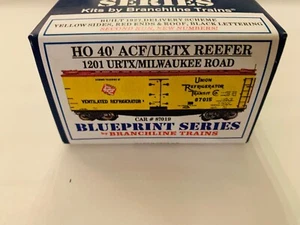 SERIES
Kits by Branchline Trains
BUILT 1927 DELIVERY SCHEME
YELLOW SIDES, RED ENDS & ROOF, BLACK LETTERING
SECOND RUN, NEW NUMBERS!
HO 40' ACF/URTX REEFER
1201 URTX/MILWAUKEE ROAD
VENTILATED REFRIGERATOR
UNION
REFRIGERATOR
TRANSIT CO.
87019
CAR # 87019
BLUEPRINT SERIES
BY BRANCHLINE TRAINS